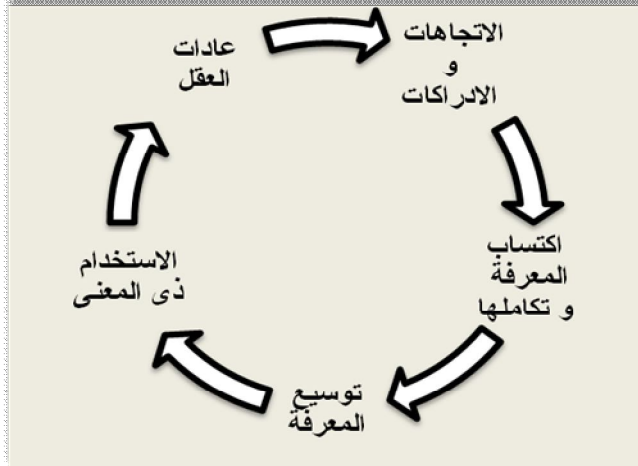 الاتجاهات
و
الادراكات
اكتساب
المعرفة
و تكاملها
توسيع
المعرفة
الاستخدام
ذى المعنى
عادات
العقل